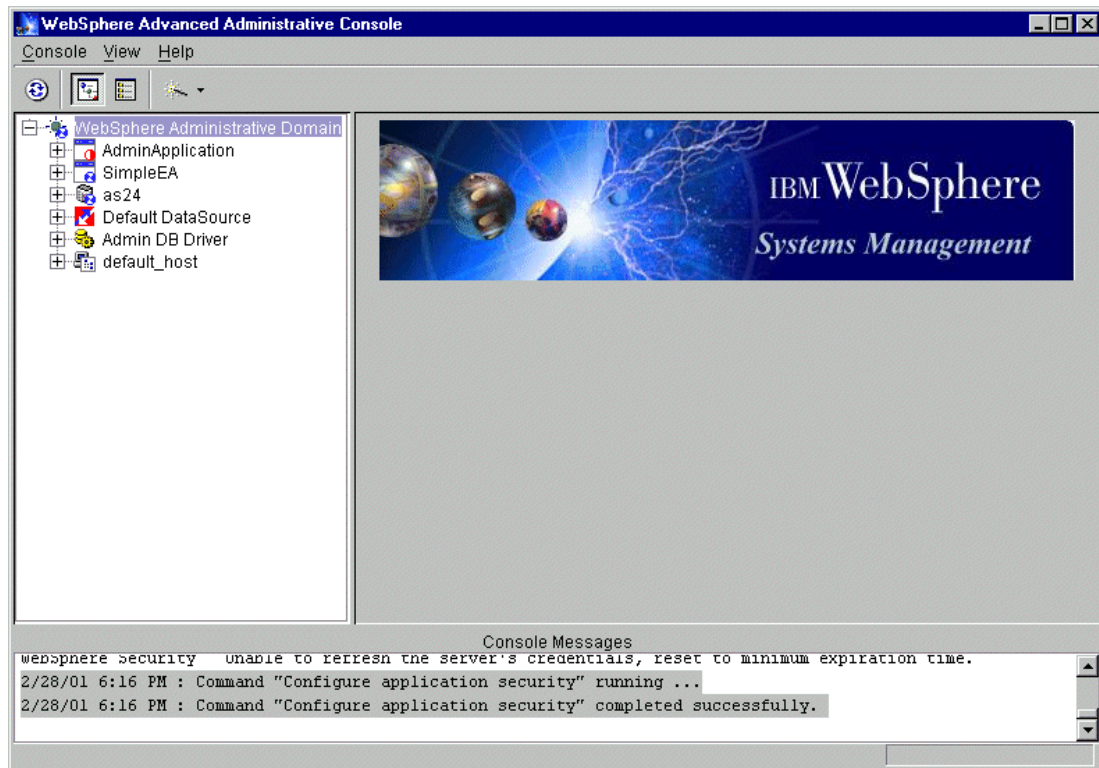 WebSphere Advanced Administrative Console
Console View Help
WebSphere Administrative Domain
AdminApplication
SimpleEA
as24
Default DataSource
Admin DB Driver
default_host
IBM WebSphere
Systems Management
Console Messages
WebSphere Security Unable to refresh the server's credentials, reset to minimum expiration time.
2/28/01 6:16 PM : Command "Configure application security" running ...
2/28/01 6:16 PM : Command "Configure application security" completed successfully.